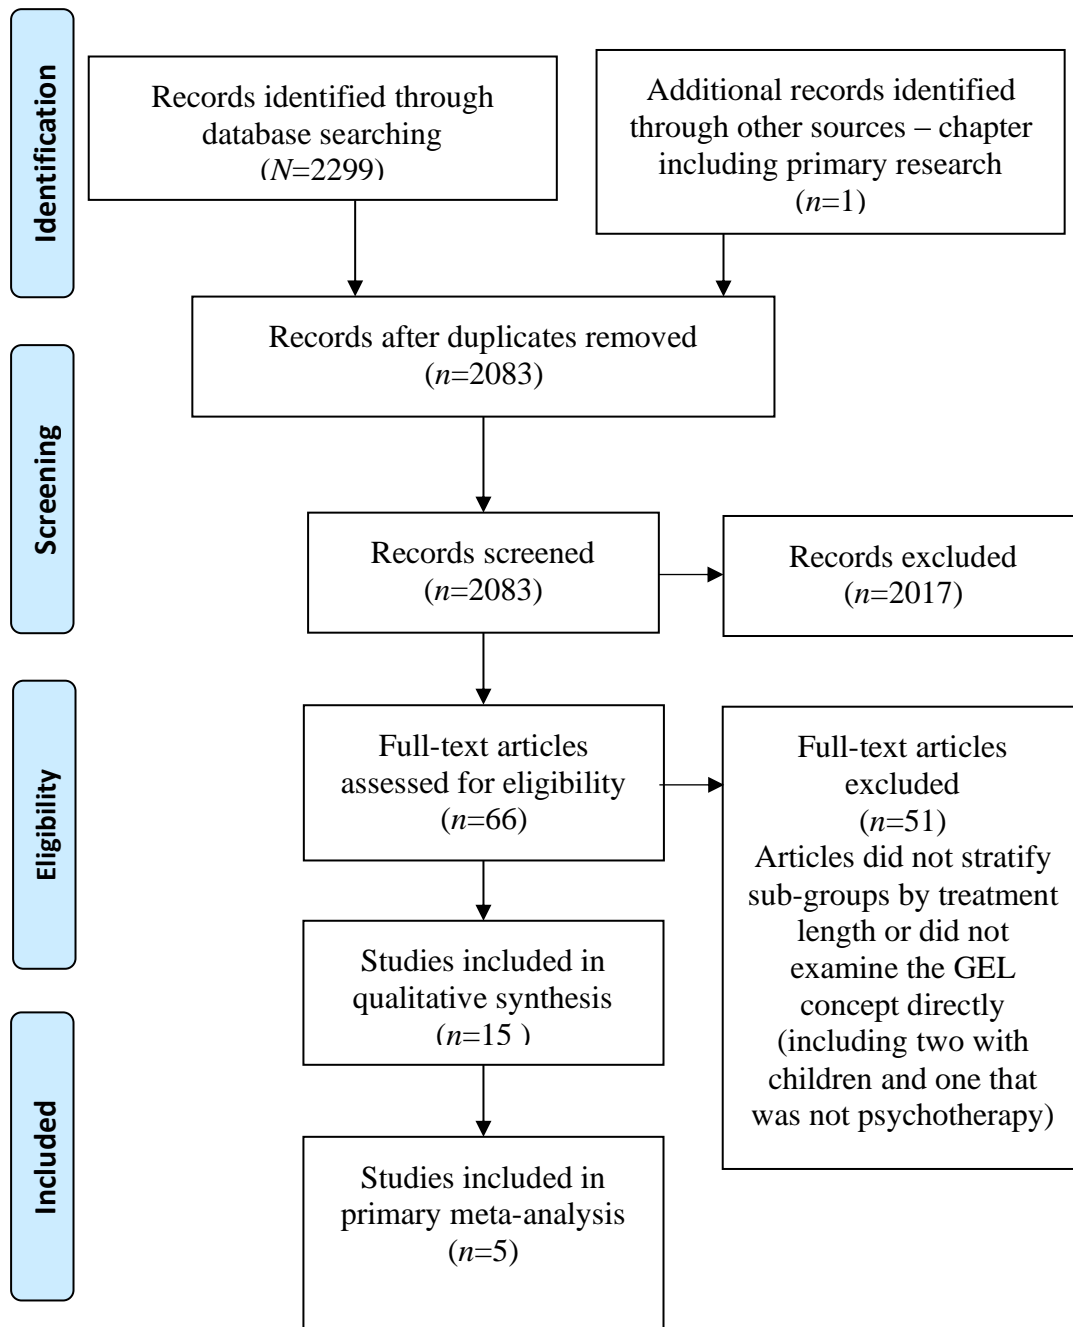 Identification
Records identified through
database searching
(N=2299)
Additional records identified
through other sources – chapter
including primary research
(n=1)
Records after duplicates removed
(n=2083)
Screening
Records screened
(n=2083)
Records excluded
(n=2017)
Eligibility
Full-text articles
assessed for eligibility
(n=66)
Full-text articles
excluded
(n=51)
Articles did not stratify
sub-groups by treatment
length or did not
examine the GEL
concept directly
(including two with
children and one that
was not psychotherapy)
Studies included in
qualitative synthesis
(n=15 )
Included
Studies included in
primary meta-analysis
(n=5)